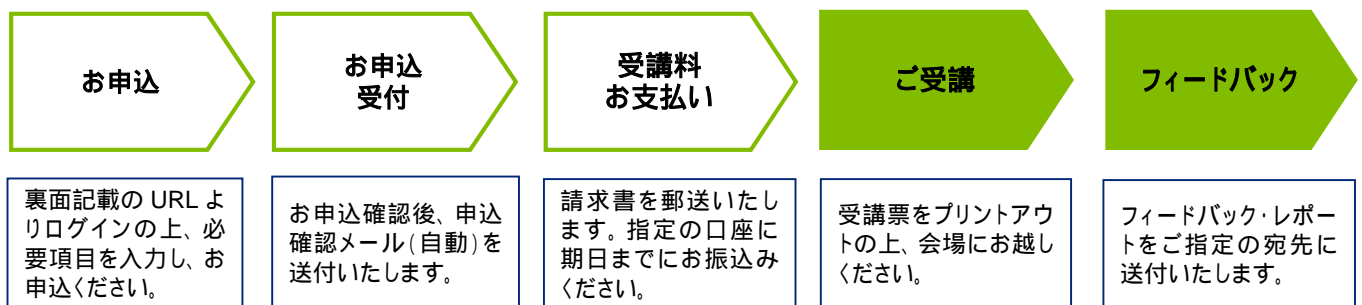 お申込
お申込
受付
受講料
お支払い
ご受講
フィードバック
裏面記載の URL よ
りログインの上、必
要項目を入力し、お
申込ください。
お申込確認後、申込
確認メール(自動)を
送付いたします。
請求書を郵送いたし
ます。指定の口座に
期日までにお振込み
ください。
受講票をプリントアウ
トの上、会場にお越し
ください。
フィードバック・レポー
トをご指定の宛先に
送付いたします。